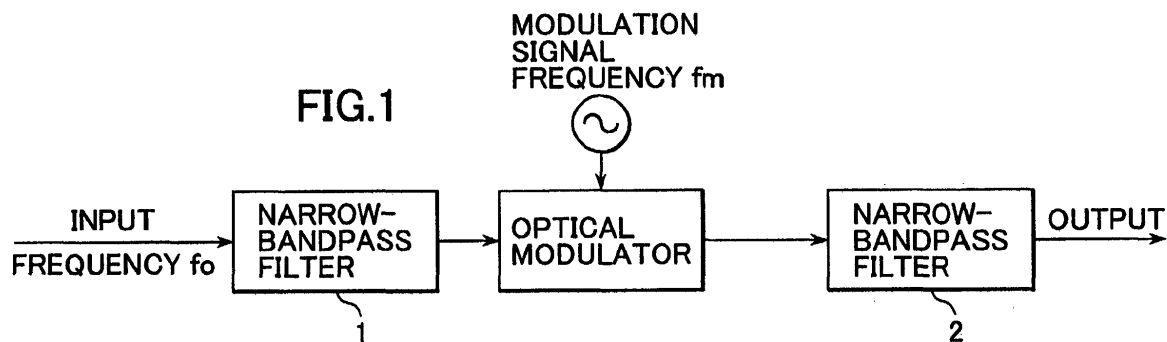 MODULATION
SIGNAL
FREQUENCY fm
FIG.1
INPUT
FREQUENCY fo
NARROW-
BANDPASS
FILTER
1
OPTICAL
MODULATOR
NARROW-
BANDPASS
FILTER
2
OUTPUT